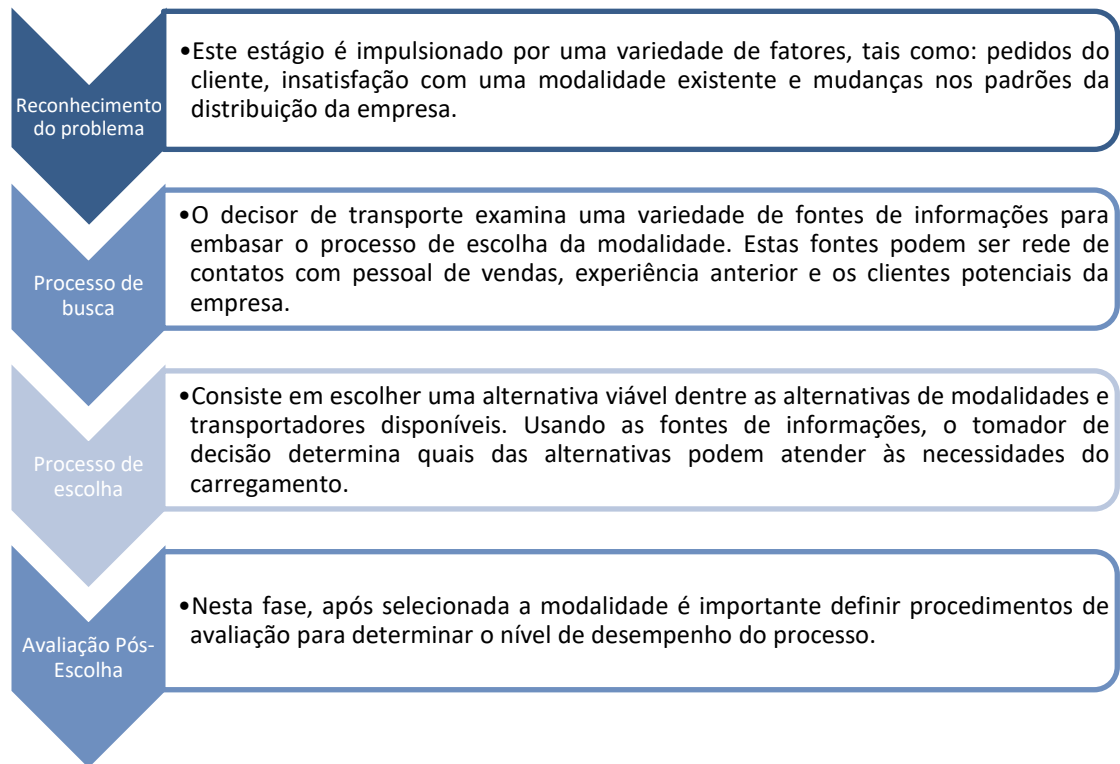 Reconhecimento
do problema
•Este estágio é impulsionado por uma variedade de fatores, tais como: pedidos do
cliente, insatisfação com uma modalidade existente e mudanças nos padrões da
distribuição da empresa.
Processo de
busca
•O decisor de transporte examina uma variedade de fontes de informações para
embasar o processo de escolha da modalidade. Estas fontes podem ser rede de
contatos com pessoal de vendas, experiência anterior e os clientes potenciais da
empresa.
Processo de
escolha
•Consiste em escolher uma alternativa viável dentre as alternativas de modalidades e
transportadores disponíveis. Usando as fontes de informações, o tomador de
decisão determina quais das alternativas podem atender às necessidades do
carregamento.
Avaliação Pós-
Escolha
•Nesta fase, após selecionada a modalidade é importante definir procedimentos de
avaliação para determinar o nível de desempenho do processo.